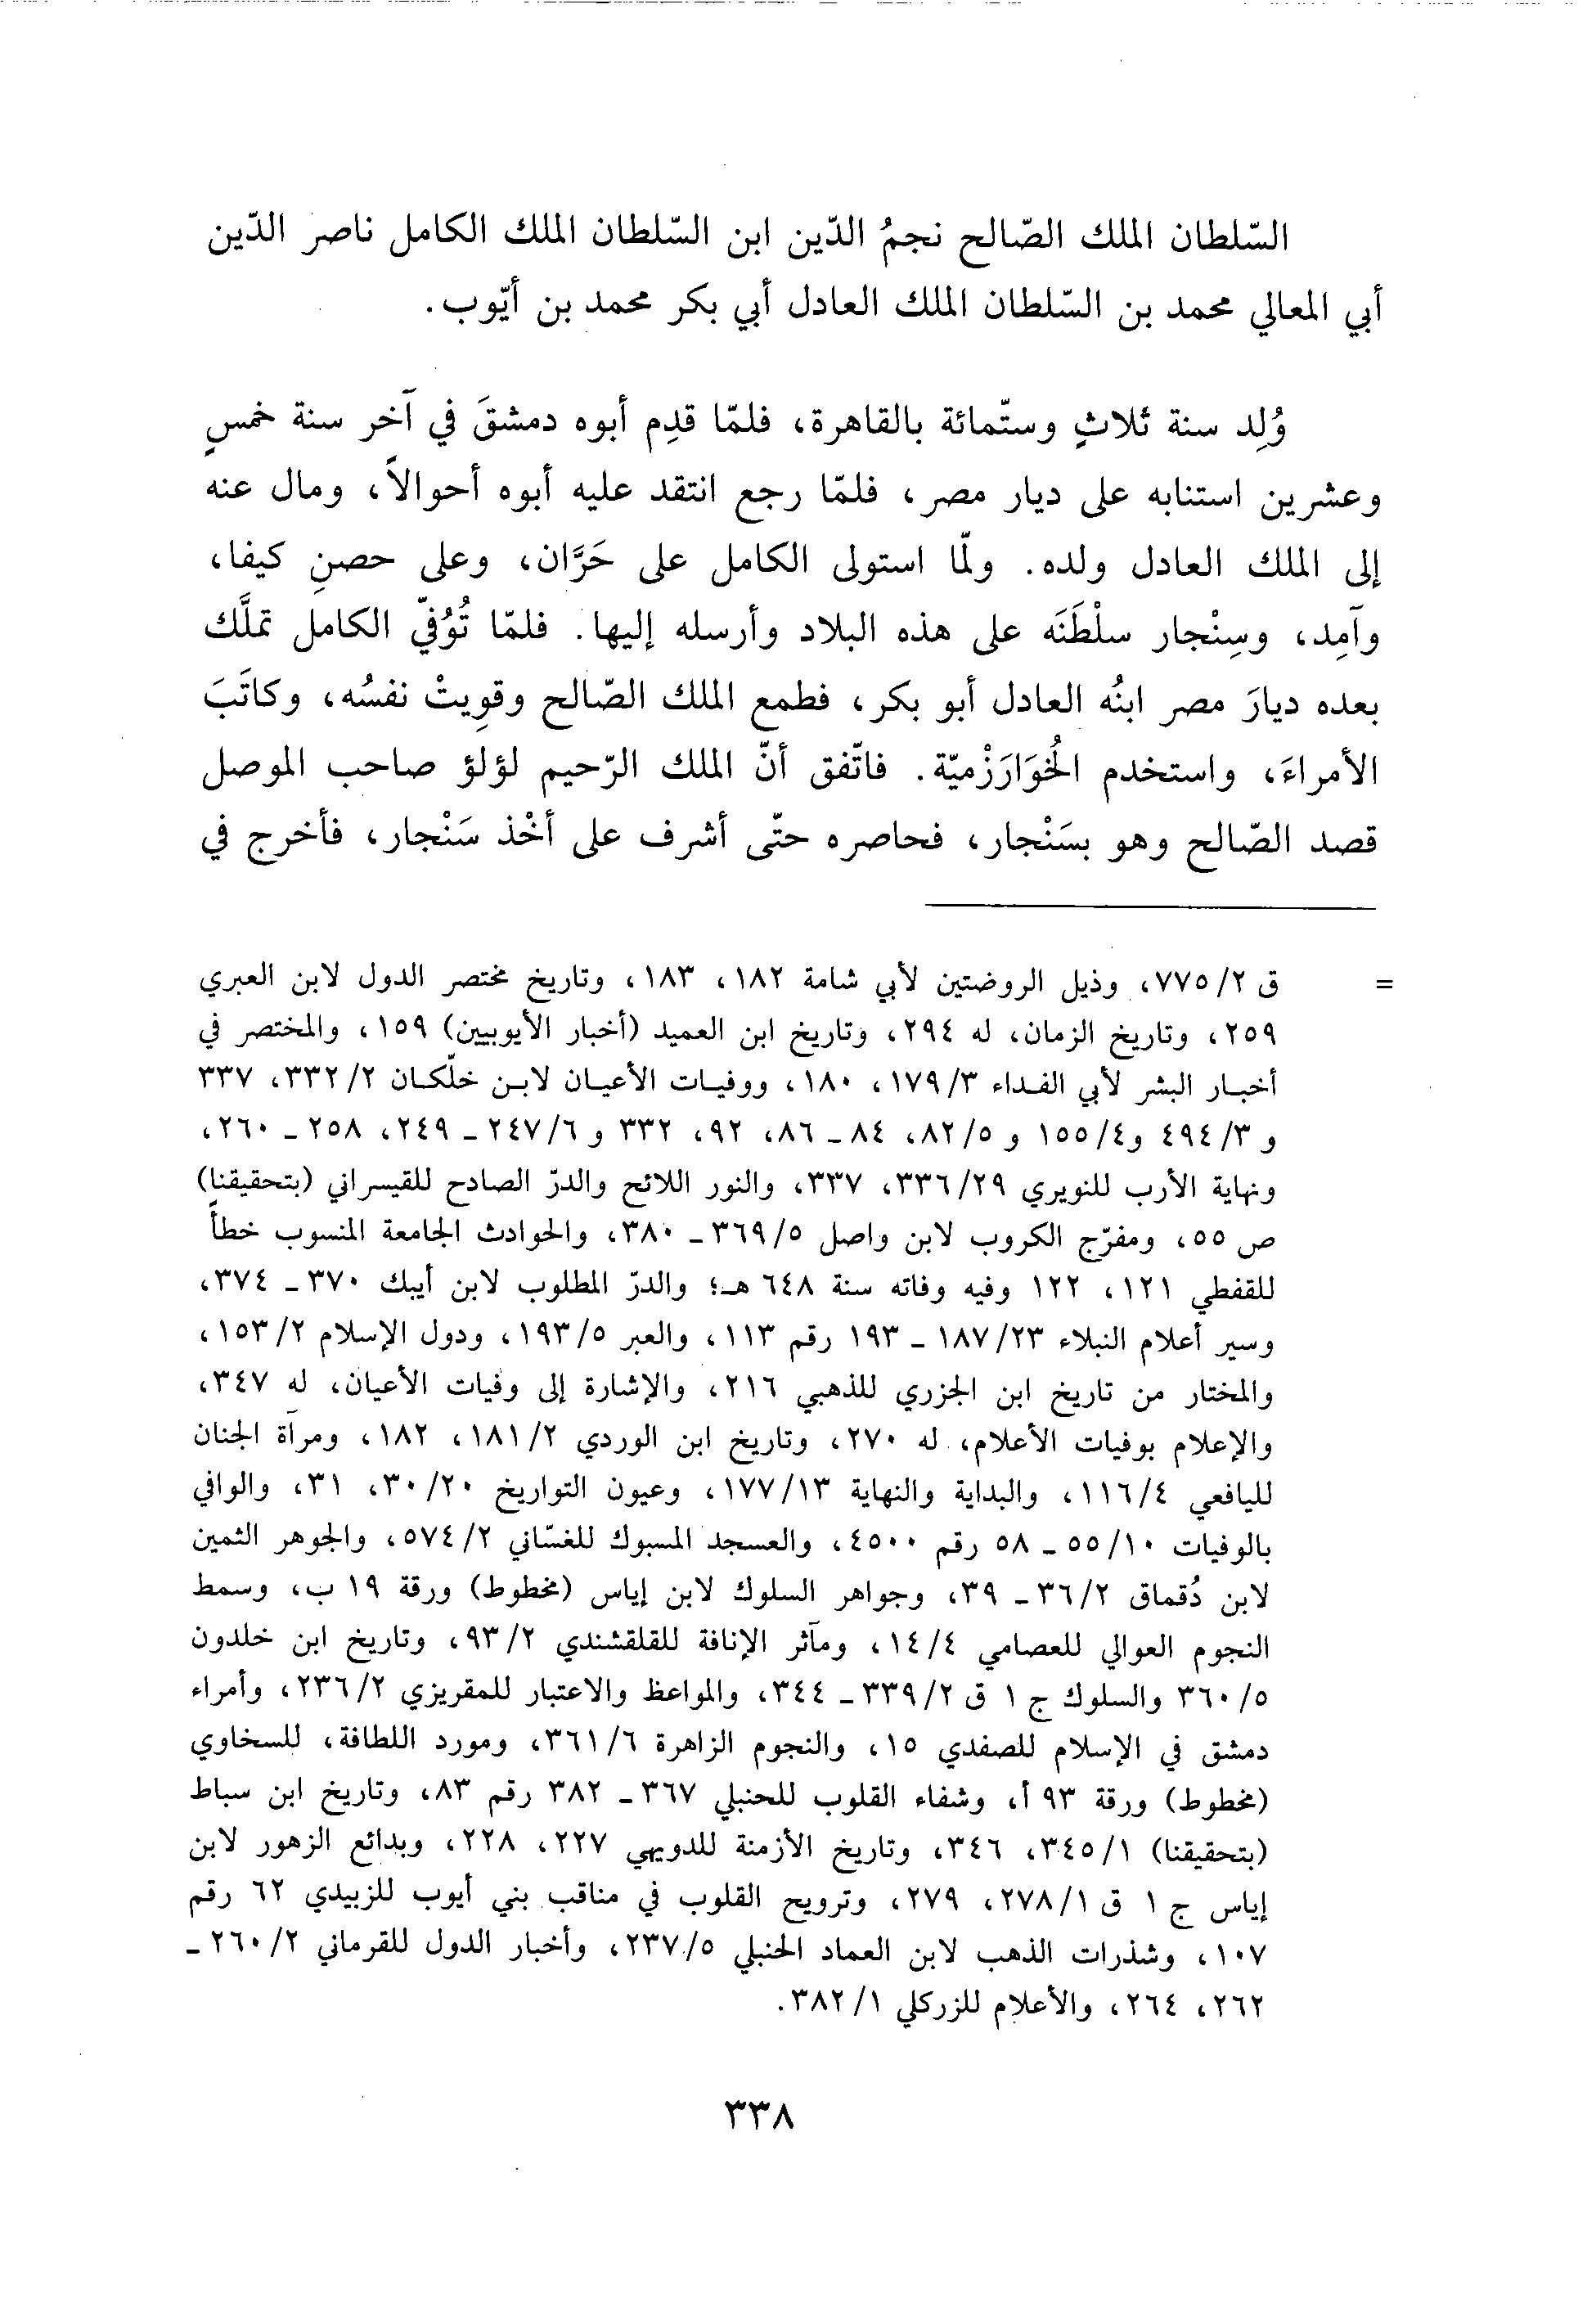 السّلطان الملك الصّالح نجمُ الدّين ابن السّلطان الملك الكامل ناصر الدّين
أبي المعالي محمد بن السّلطان الملك العادل أبي بكر محمد بن أيّوب.
وُلِد سنة ثلاثٍ وستّمائة بالقاهرة، فلمّا قدِم أبوه دمشقَ في آخر سنة خمسٍ
وعشرين استنابه على ديار مصر، فلمّا رجع انتقد عليه أبوه أحوالاً، ومال عنه
إلى الملك العادل ولده. ولمّا استولى الكامل على حَرَّان، وعلى حصنِ كيفا،
وآمِد، وسِنْجار سلْطَنَه على هذه البلاد وأرسله إليها. فلمّا تُوُفّي الكامل تملَّك
بعده ديارَ مصر ابنُه العادل أبو بكر، فطمع الملك الصّالح وقوِيتْ نفسُه، وكاتَبَ
الأمراءَ، واستخدم الخُوَارَزْميّة. فاتّفق أنّ الملك الرّحيم لؤلؤ صاحب الموصل
قصد الصّالح وهو بسَنْجار، فحاصره حتّى أشرف على أخْذ سَنْجار، فأخرج في
= ق ٢/ ٧٧٥، وذيل الروضتين لأبي شامة ١٨٢، ١٨٣، وتاريخ مختصر الدول لابن العبري
٢٥٩، وتاريخ الزمان، له ٢٩٤، وتاريخ ابن العميد (أخبار الأيوبيين) ١٥٩، والمختصر في
أخبار البشر لأبي الفداء ٣/ ١٧٩، ١٨٠، ووفيات الأعيان لابن خلّكان ٢/ ٣٣٢، ٣٣٧
و ٣/ ٤٩٤ و٤/ ١٥٥ و ٥/ ٨٢، ٨٤ ـ ٨٦، ٩٢، ٣٣٢ و ٦/ ٢٤٧ ـ ٢٤٩، ٢٥٨ ـ ٢٦٠،
ونهاية الأرب للنويري ٢٩/ ٣٣٦، ٣٣٧، والنور اللائح والدرّ الصادح للقيسراني (بتحقيقنا)
ص ٥٥، ومفرّج الكروب لابن واصل ٥/ ٣٦٩ ـ ٣٨٠، والحوادث الجامعة المنسوب خطأً
للقفطي ١٢١، ١٢٢ وفيه وفاته سنة ٦٤٨ هـ؛ والدرّ المطلوب لابن أيبك ٣٧٠ ـ ٣٧٤،
وسير أعلام النبلاء ٢٣/ ١٨٧ ـ ١٩٣ رقم ١١٣، والعبر ٥/ ١٩٣، ودول الإسلام ٢/ ١٥٣،
والمختار من تاريخ ابن الجزري للذهبي ٢١٦، والإشارة إلى وفيات الأعيان، له ٣٤٧،
والإعلام بوفيات الأعلام، له ٢٧٠، وتاريخ ابن الوردي ٢/ ١٨١، ١٨٢، ومرآة الجنان
لليافعي ٤/ ١١٦، والبداية والنهاية ١٣/ ١٧٧، وعيون التواريخ ٢٠/ ٣٠، ٣١، والوافي
بالوفيات ١٠/ ٥٥ ـ ٥٨ رقم ٤٥٠٠، والعسجد المسبوك للغسّاني ٢/ ٥٧٤، والجوهر الثمين
لابن دُقماق ٢/ ٣٦ ـ ٣٩، وجواهر السلوك لابن إياس (مخطوط) ورقة ١٩ ب، وسمط
النجوم العوالي للعصامي ٤/ ١٤، ومآثر الإنافة للقلقشندي ٢/ ٩٣، وتاريخ ابن خلدون
٥/ ٣٦٠ والسلوك ج ١ ق ٢/ ٣٣٩ ـ ٣٤٤، والمواعظ والاعتبار للمقريزي ٢/ ٢٣٦، وأمراء
دمشق في الإسلام للصفدي ١٥، والنجوم الزاهرة ٦/ ٣٦١، ومورد اللطافة، للسخاوي
(مخطوط) ورقة ٩٣ أ، وشفاء القلوب للحنبلي ٣٦٧ ـ ٣٨٢ رقم ٨٣، وتاريخ ابن سباط
(بتحقيقنا) ١/ ٣٤٥، ٣٤٦، وتاريخ الأزمنة للدويهي ٢٢٧، ٢٢٨، وبدائع الزهور لابن
إياس ج ١ ق ١/ ٢٧٨، ٢٧٩، وترويح القلوب في مناقب بني أيوب للزبيدي ٦٢ رقم
١٠٧، وشذرات الذهب لابن العماد الحنبلي ٥/ ٢٣٧، وأخبار الدول للقرماني ٢/ ٢٦٠ ـ
٢٦٢، ٢٦٤، والأعلام للزركلي ١/ ٣٨٢.
٣٣٨